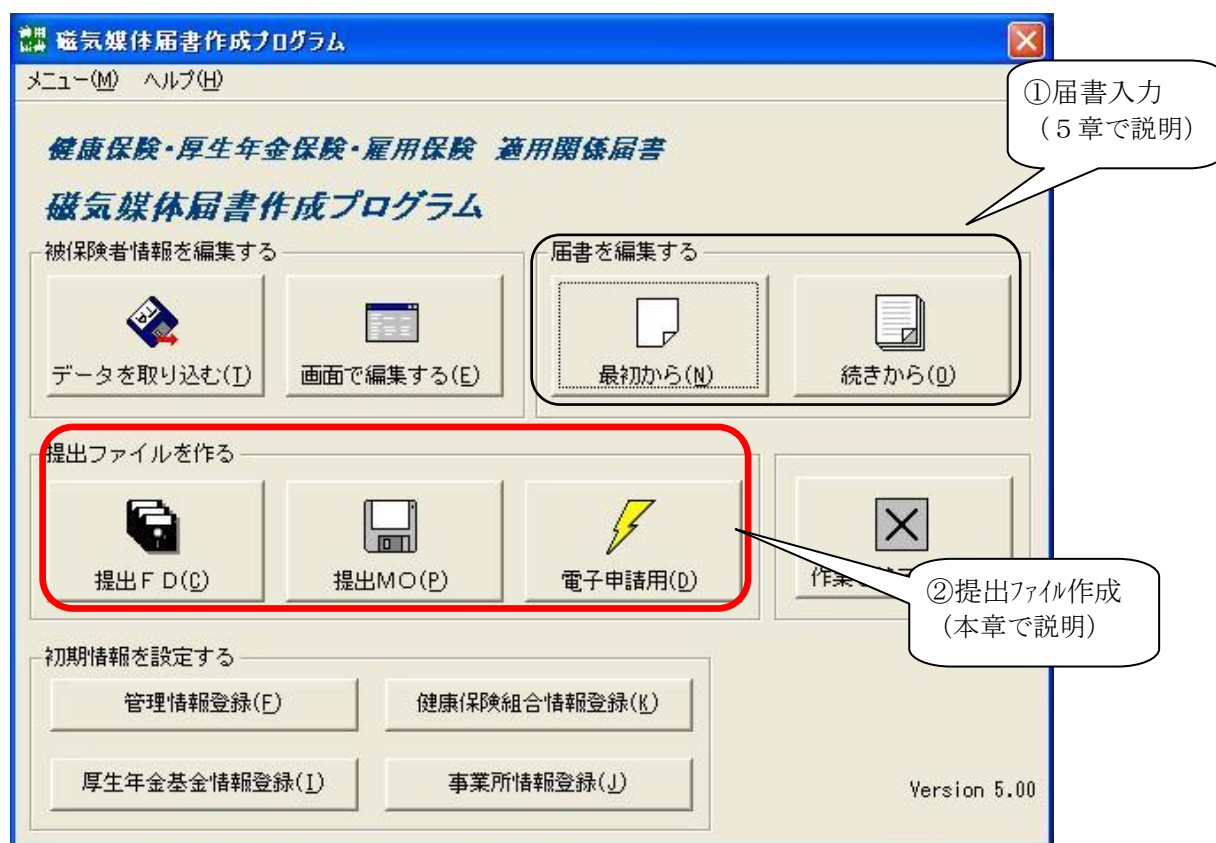 磁気媒体届書作成プログラム
メニュー(M) ヘルプ(H)
①届書入力
(5章で説明)
健康保険・厚生年金保険・雇用保険 適用関係届書
磁気媒体届書作成プログラム
被保険者情報を編集する
届書を編集する
データを取り込む(T)
画面で編集する(E)
最初から(N)
続きから(O)
提出ファイルを作る
提出FD(C)
提出MO(P)
電子申請用(D)
②提出ファイル作成
(本章で説明)
初期情報を設定する
管理情報登録(F)
健康保険組合情報登録(K)
厚生年金基金情報登録(I)
事業所情報登録(J)
Version 5.00